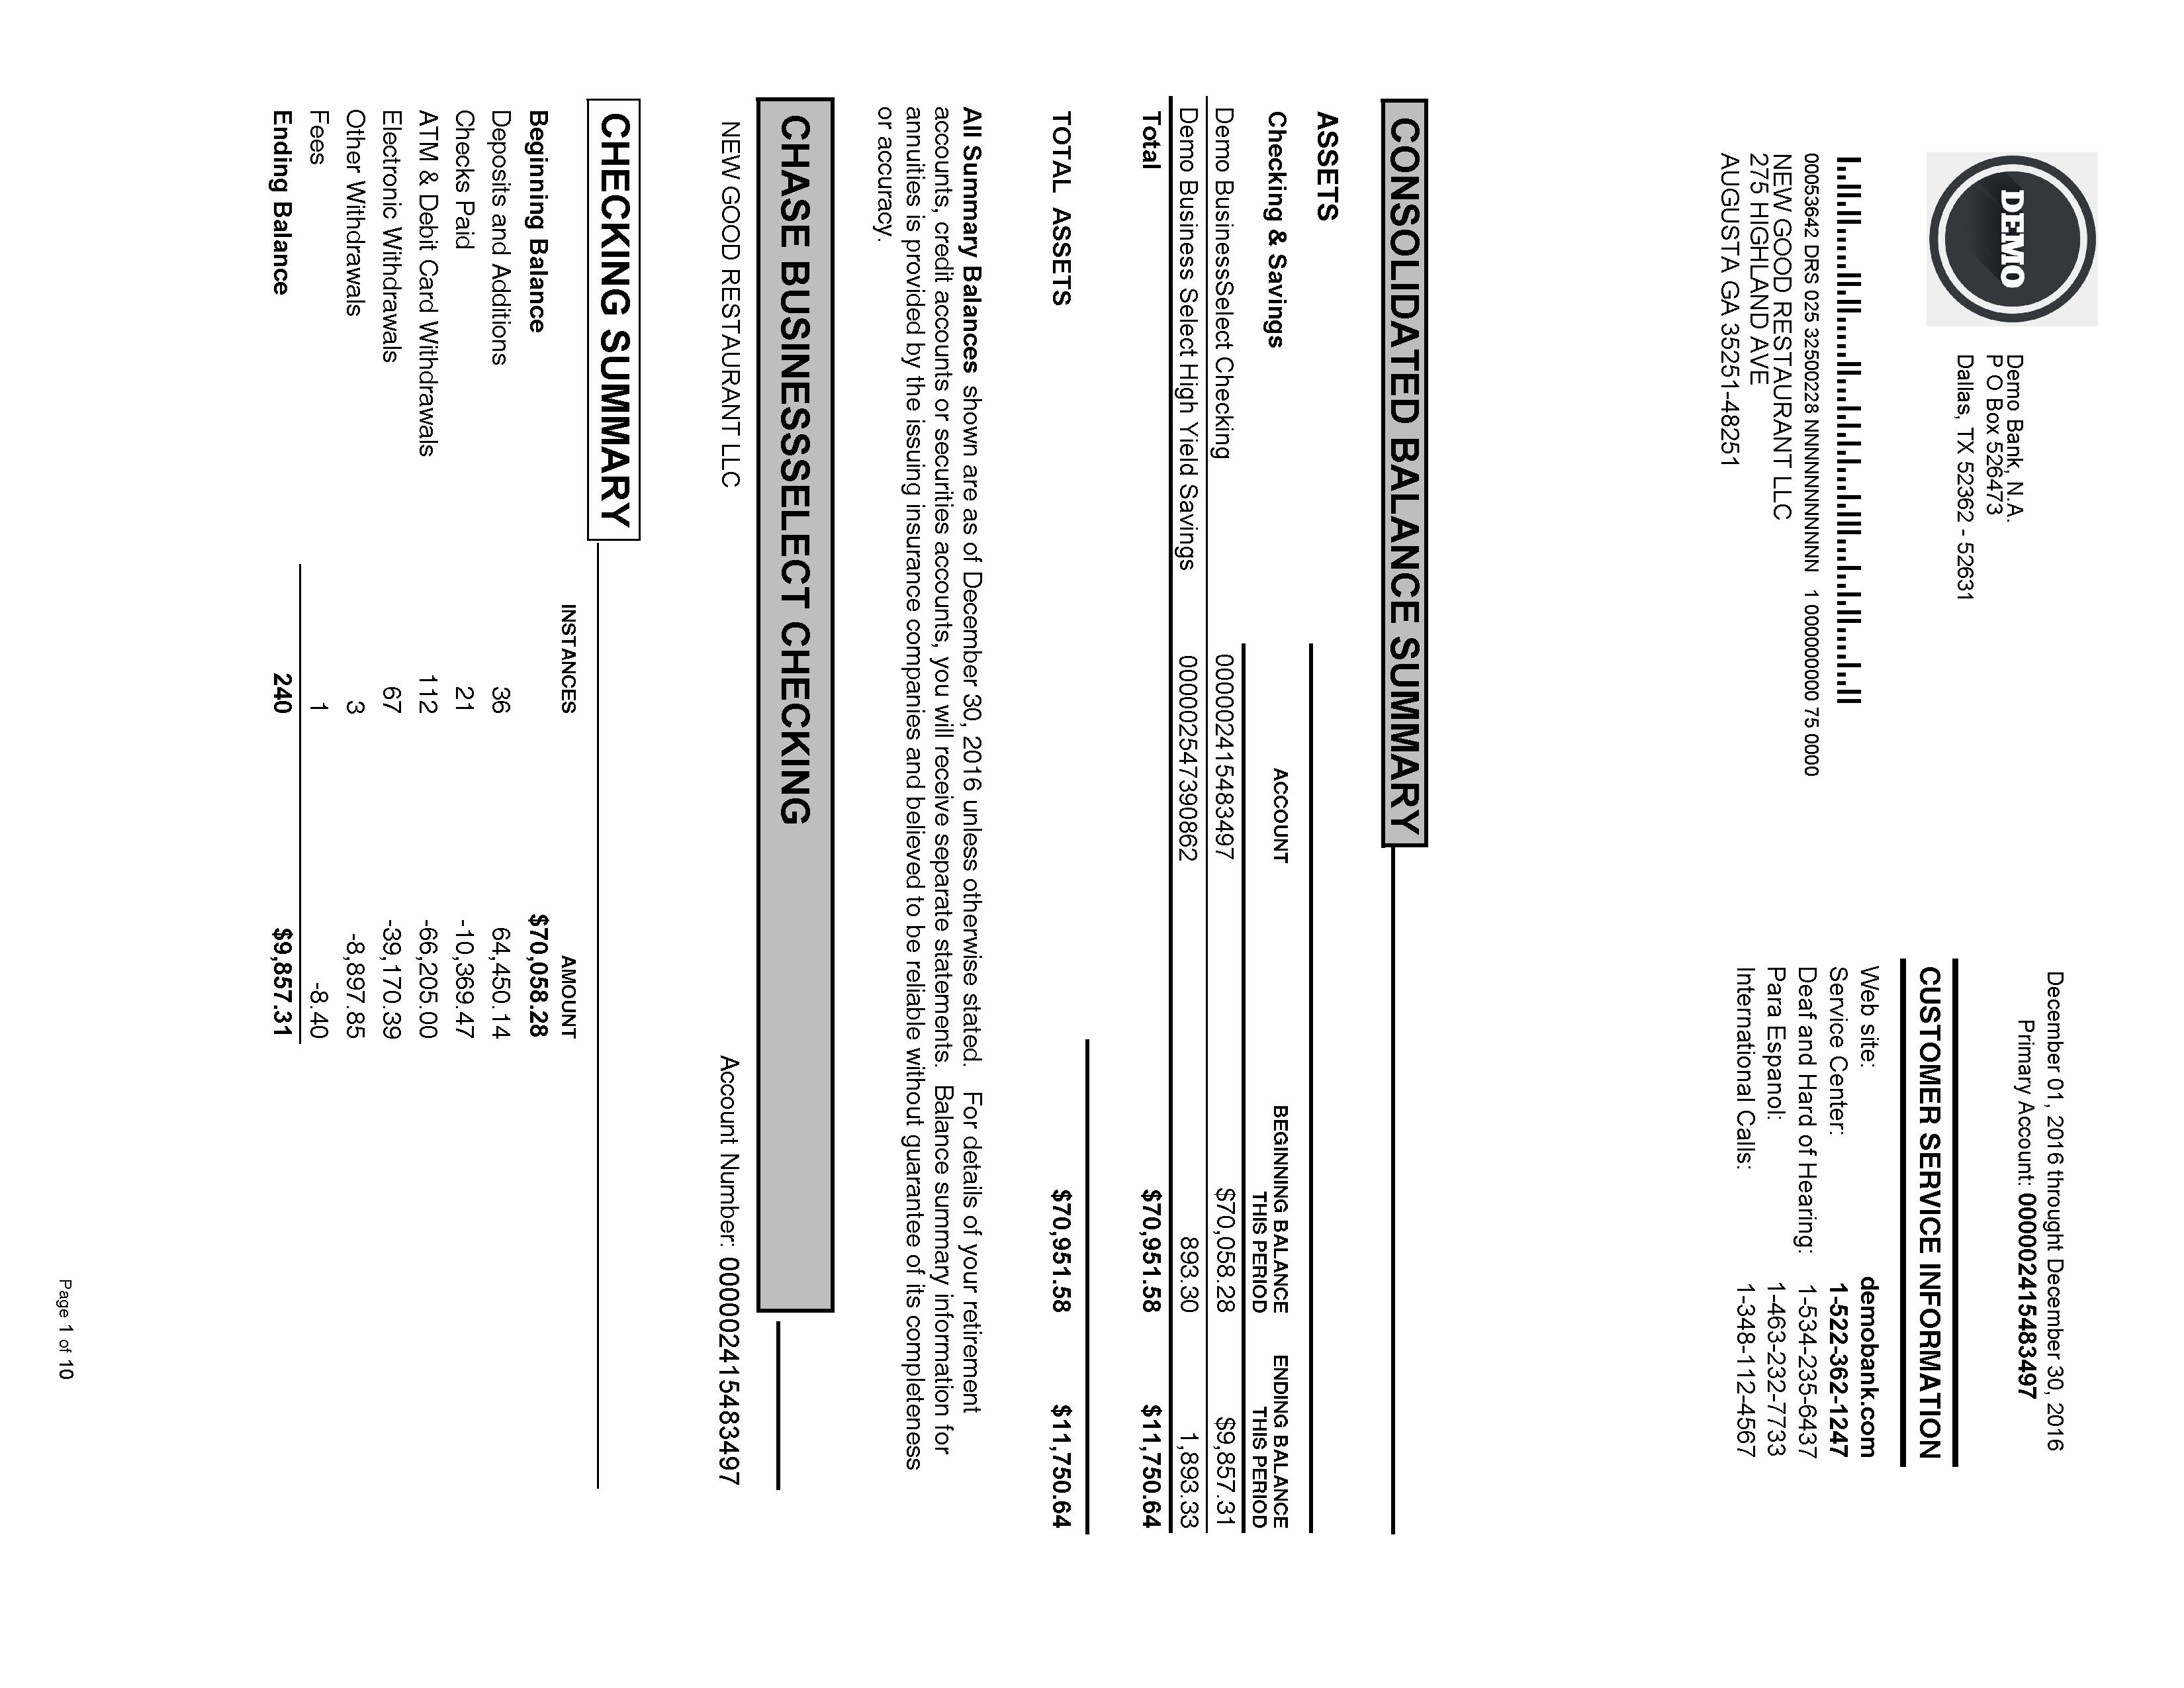 DEMO
Demo Bank, N.A.
P O Box 526473
Dallas, TX 52362 - 52631
December 01, 2016 throught December 30, 2016
Primary Account: 000002415483497
00053642 DRS 025 32500228 NNNNNNNNNNN 1 000000000 75 0000
NEW GOOD RESTAURANT LLC
275 HIGHLAND AVE
AUGUSTA GA 35251-48251
CUSTOMER SERVICE INFORMATION
Web site: demobank.com
Service Center: 1-522-362-1247
Deaf and Hard of Hearing: 1-534-235-6437
Para Espanol: 1-463-232-7733
International Calls: 1-348-112-4567
CONSOLIDATED BALANCE SUMMARY
ASSETS
Checking & Savings ACCOUNT BEGINNING BALANCE THIS PERIOD ENDING BALANCE THIS PERIOD
Demo BusinessSelect Checking 000002415483497 $70,058.28 $9,857.31
Demo Business Select High Yield Savings 000002547390862 893.30 1,893.33
Total $70,951.58 $11,750.64
TOTAL ASSETS $70,951.58 $11,750.64
All Summary Balances shown are as of December 30, 2016 unless otherwise stated. For details of your retirement
accounts, credit accounts or securities accounts, you will receive separate statements. Balance summary information for
annuities is provided by the issuing insurance companies and believed to be reliable without guarantee of its completeness
or accuracy.
CHASE BUSINESSSELECT CHECKING
NEW GOOD RESTAURANT LLC Account Number: 000002415483497
CHECKING SUMMARY
INSTANCES AMOUNT
Beginning Balance $70,058.28
Deposits and Additions 36 64,450.14
Checks Paid 21 -10,369.47
ATM & Debit Card Withdrawals 112 -66,205.00
Electronic Withdrawals 67 -39,170.39
Other Withdrawals 3 -8,897.85
Fees 1 -8.40
Ending Balance 240 $9,857.31
Page 1 of 10